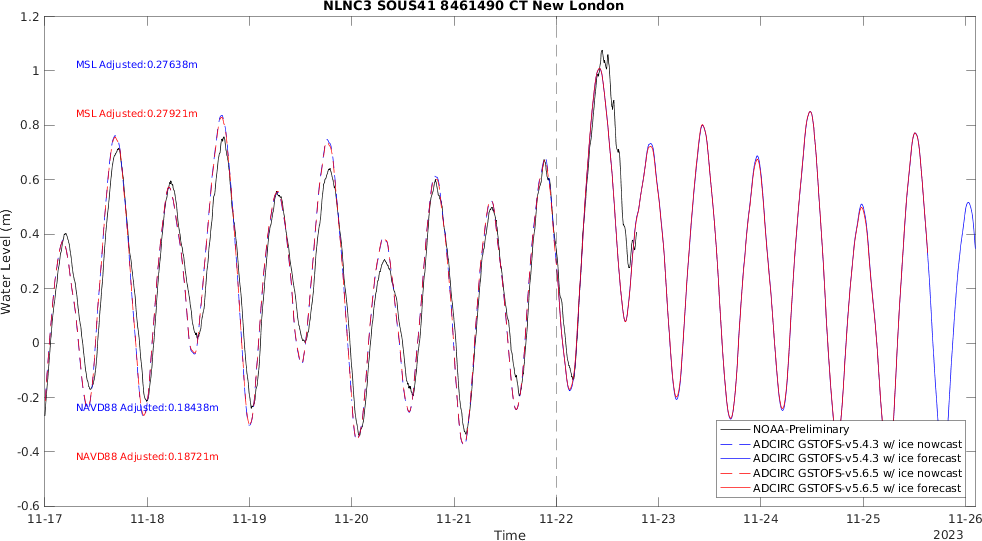 NLNC3 SOUS41 8461490 CT New London
1.2
1
0.8
0.6
0.4
0.2
0
-0.2
-0.4
-0.6
Water Level (m)
MSL Adjusted:0.27638m
MSL Adjusted:0.27921m
NAVD88 Adjusted:0.18438m
NAVD88 Adjusted:0.18721m
NOAA-Preliminary
ADCIRC GSTOFS-v5.4.3 w/ ice nowcast
ADCIRC GSTOFS-v5.4.3 w/ ice forecast
ADCIRC GSTOFS-v5.6.5 w/ ice nowcast
ADCIRC GSTOFS-v5.6.5 w/ ice forecast
11-17 11-18 11-19 11-20 11-21 11-22 11-23 11-24 11-25 11-26
Time
2023